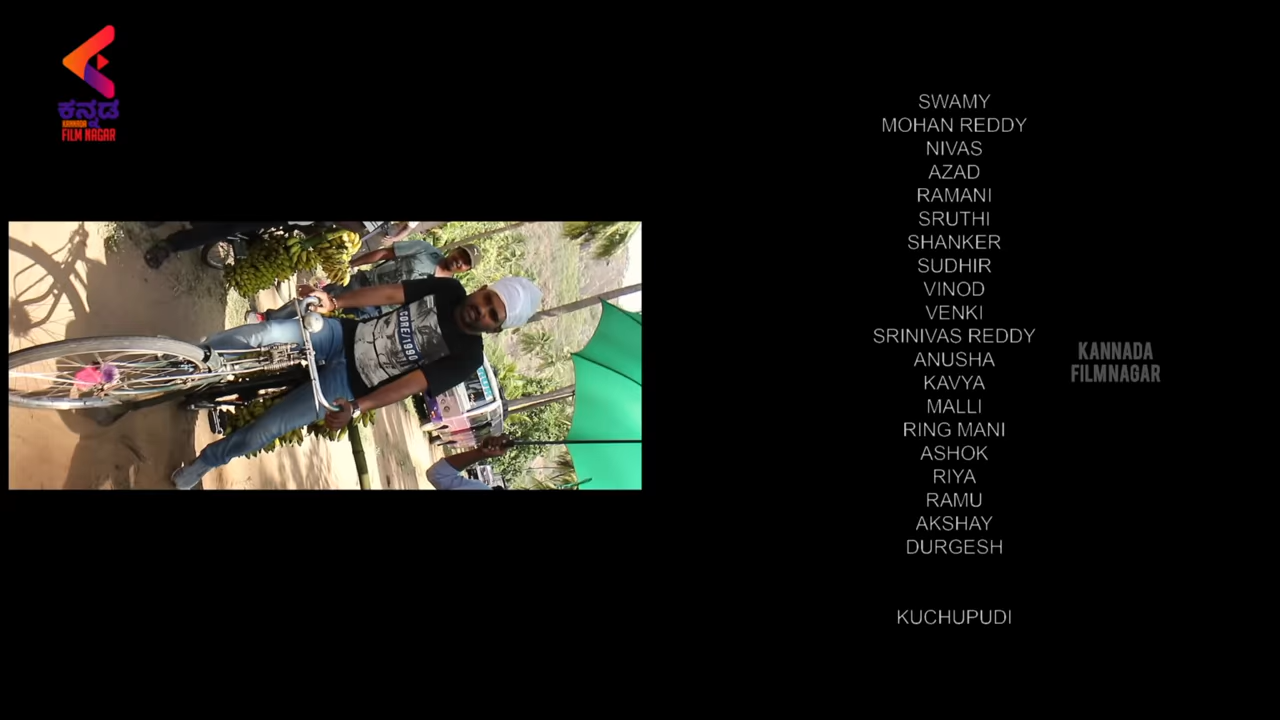 ಕನ್ನಡ
KANNADA
FILM NAGAR
SWAMY
MOHAN REDDY
NIVAS
AZAD
RAMANI
SRUTHI
SHANKER
SUDHIR
VINOD
VENKI
SRINIVAS REDDY
ANUSHA
KAVYA
MALLI
RING MANI
ASHOK
RIYA
RAMU
AKSHAY
DURGESH
KUCHUPUDI
KANNADA
FILMNAGAR
CORE/1990